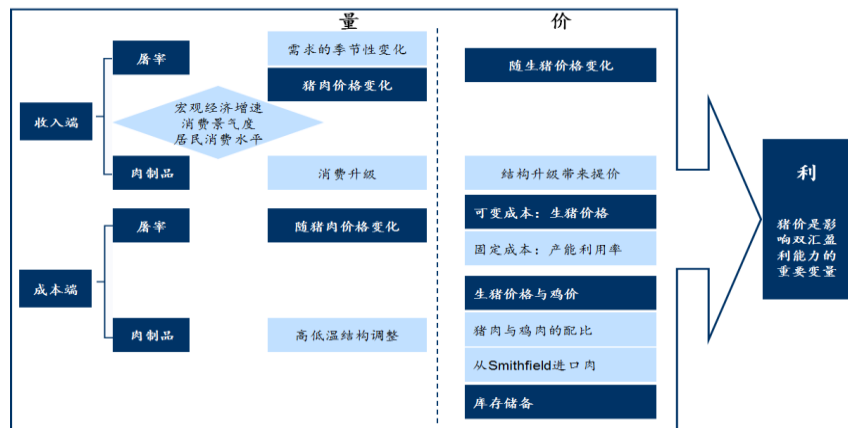 量
价
屠宰
需求的季节性变化
猪肉价格变化
随生猪价格变化
收入端
宏观经济增速
消费景气度
居民消费水平
肉制品
消费升级
结构升级带来提价
屠宰
随猪肉价格变化
可变成本：生猪价格
固定成本：产能利用率
成本端
生猪价格与鸡价
肉制品
高低温结构调整
猪肉与鸡肉的配比
从Smithfield进口肉
库存储备
利
猪价是影
响双汇盈
利能力的
重要变量